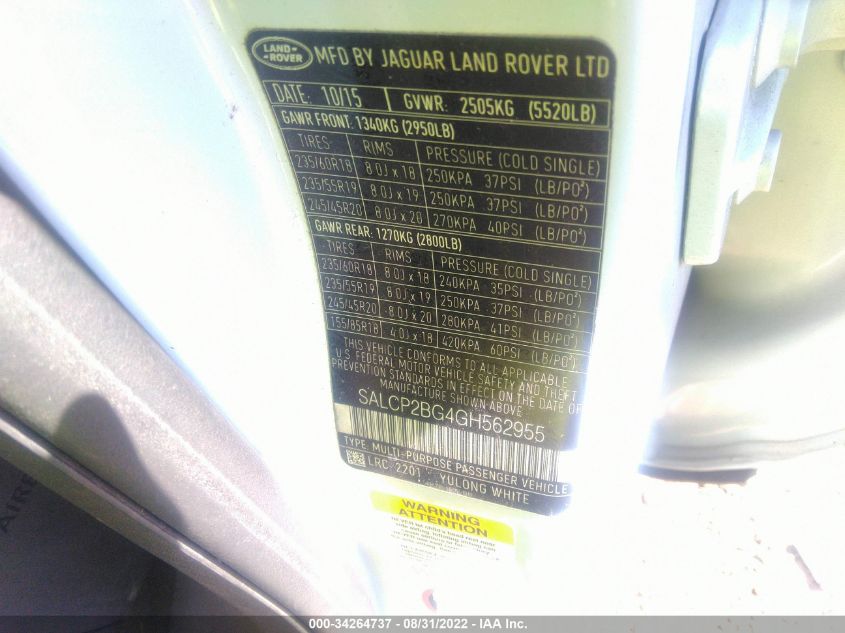 LAND-
ROVER
MFD BY JAGUAR LAND ROVER LTD
DATE: 10/15 GVWR: 2505KG (5520LB)
GAWR FRONT: 1340KG (2950LB)
TIRES RIMS PRESSURE (COLD SINGLE)
235/60R18 8.0J x 18 250KPA 37PSI (LB/PO²)
235/55R19 8.0J x 19 250KPA 37PSI (LB/PO²)
245/45R20 8.0J x 20 270KPA 40PSI (LB/PO²)
GAWR REAR: 1270KG (2800LB)
TIRES RIMS PRESSURE (COLD SINGLE)
235/60R18 8.0J x 18 240KPA 35PSI (LB/PO²)
235/55R19 8.0J x 19 250KPA 37PSI (LB/PO²)
245/45R20 8.0J x 20 280KPA 41PSI (LB/PO²)
155/85R18 4.0J x 18 420KPA 60PSI (LB/PO²)
THIS VEHICLE CONFORMS TO ALL APPLICABLE
U.S. FEDERAL MOTOR VEHICLE SAFETY AND THEFT
PREVENTION STANDARDS IN EFFECT ON THE DATE OF
MANUFACTURE SHOWN ABOVE
SALCP2BG4GH562955
TYPE: MULTI-PURPOSE PASSENGER VEHICLE
LRC 2201 YULONG WHITE
WARNING
ATTENTION
000-34264737 - 08/31/2022 - IAA Inc.